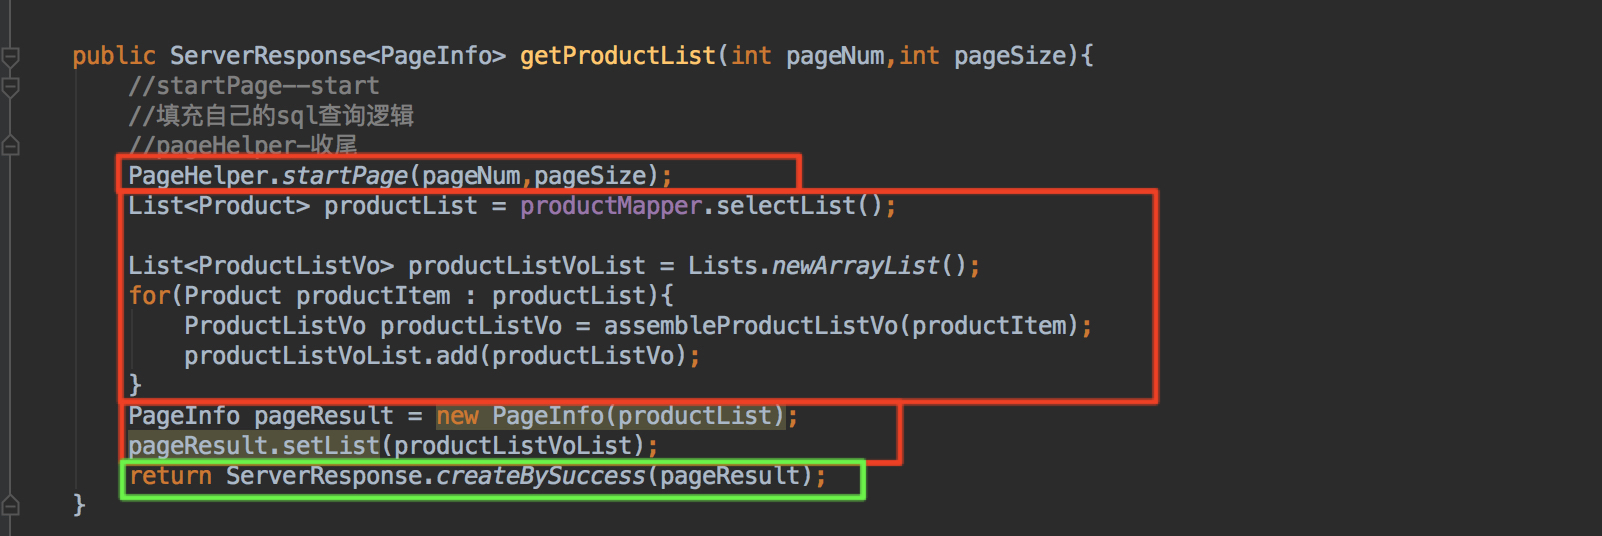 public ServerResponse<PageInfo> getProductList(int pageNum,int pageSize){
//startPage--start
//填充自己的sql查询逻辑
//pageHelper-收尾
PageHelper.startPage(pageNum,pageSize);
List<Product> productList = productMapper.selectList();
List<ProductListVo> productListVoList = Lists.newArrayList();
for(Product productItem : productList){
ProductListVo productListVo = assembleProductListVo(productItem);
productListVoList.add(productListVo);
}
PageInfo pageResult = new PageInfo(productList);
pageResult.setList(productListVoList);
return ServerResponse.createBySuccess(pageResult);
}